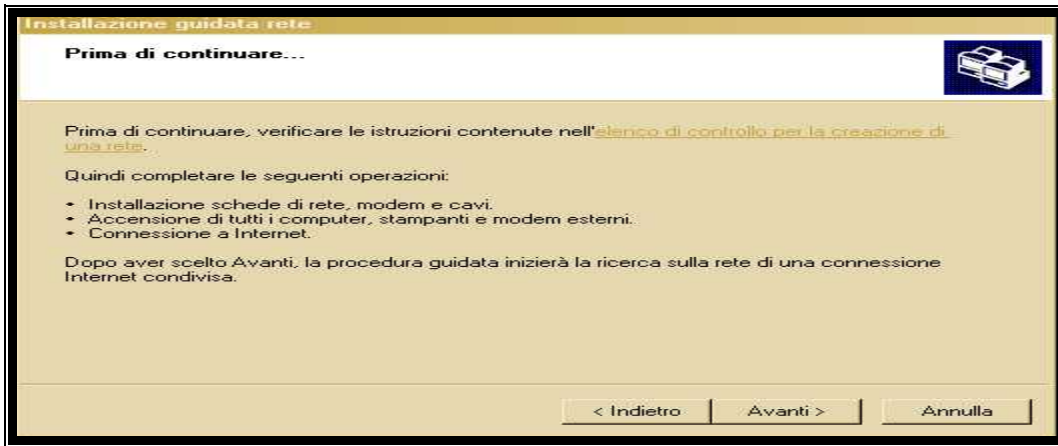 Installazione guidata rete
Prima di continuare...
Prima di continuare, verificare le istruzioni contenute nell'elenco di controllo per la creazione di
una rete.
Quindi completare le seguenti operazioni:
• Installazione schede di rete, modem e cavi.
• Accensione di tutti i computer, stampanti e modem esterni.
• Connessione a Internet.
Dopo aver scelto Avanti, la procedura guidata inizierà la ricerca sulla rete di una connessione
Internet condivisa.
< Indietro
Avanti >
Annulla